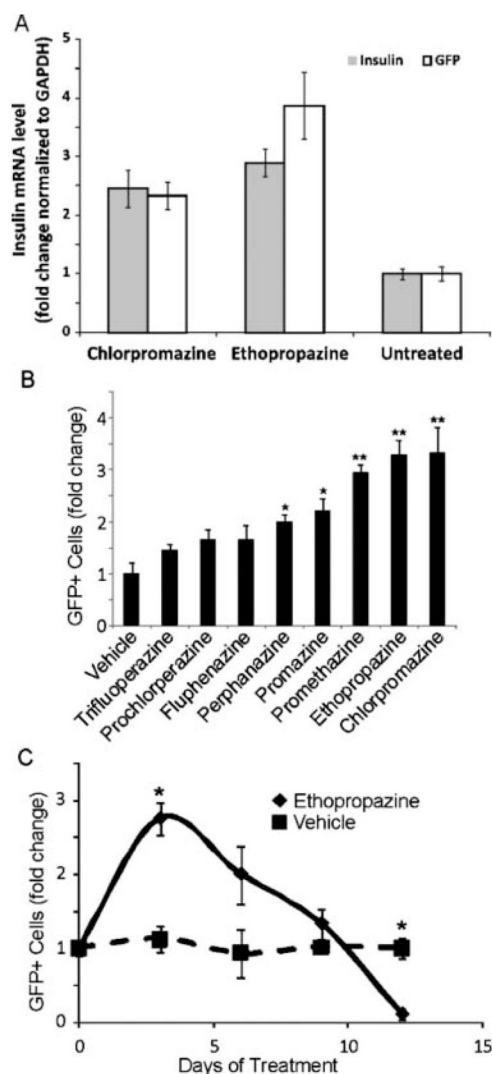 A
Insulin mRNA level
(fold change normalized to GAPDH)
5
4
3
2
1
0
Insulin GFP
Chlorpromazine Ethopropazine Untreated
B
GFP+ Cells (fold change)
4
3
2
1
0
* * ** ** **
Vehicle
Trifluoperazine
Prochlorperazine
Fluphenazine
Perphanazine
Promazine
Promethazine
Ethopropazine
Chlorpromazine
C
GFP+ Cells (fold change)
3
2
1
0
* *
Ethopropazine
Vehicle
0 5 10 15
Days of Treatment